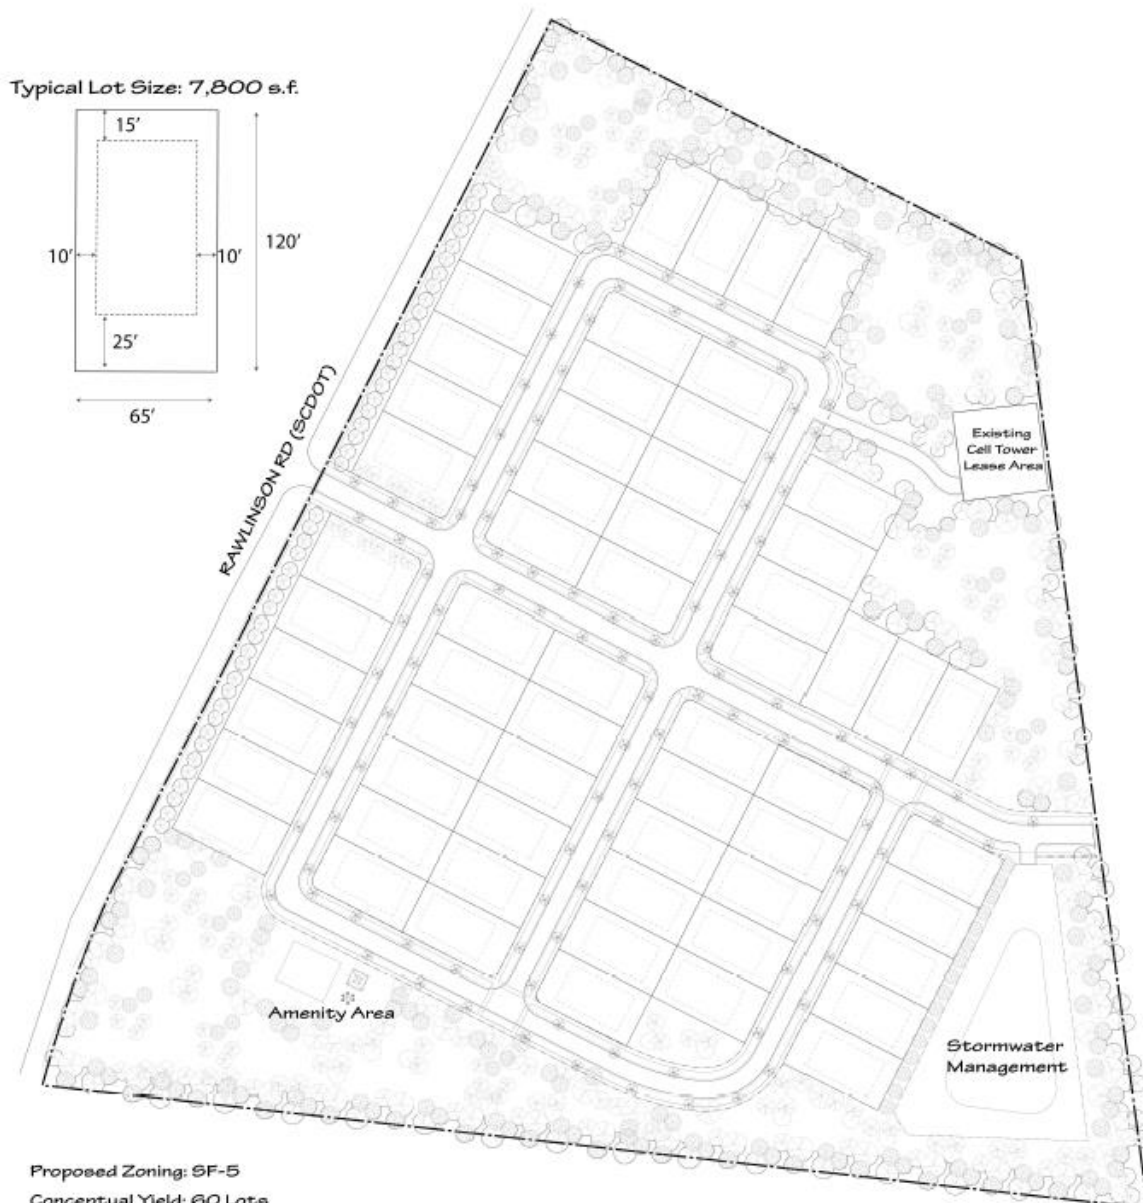 Typical Lot Size: 7,800 s.f.
15'
10'
10'
120'
25'
65'
RAWLINSON RD (SCDOT)
Existing
Cell Tower
Lease Area
Amenity Area
Stormwater
Management
Proposed Zoning: SF-5
Conceptual Yield: 60 Lots